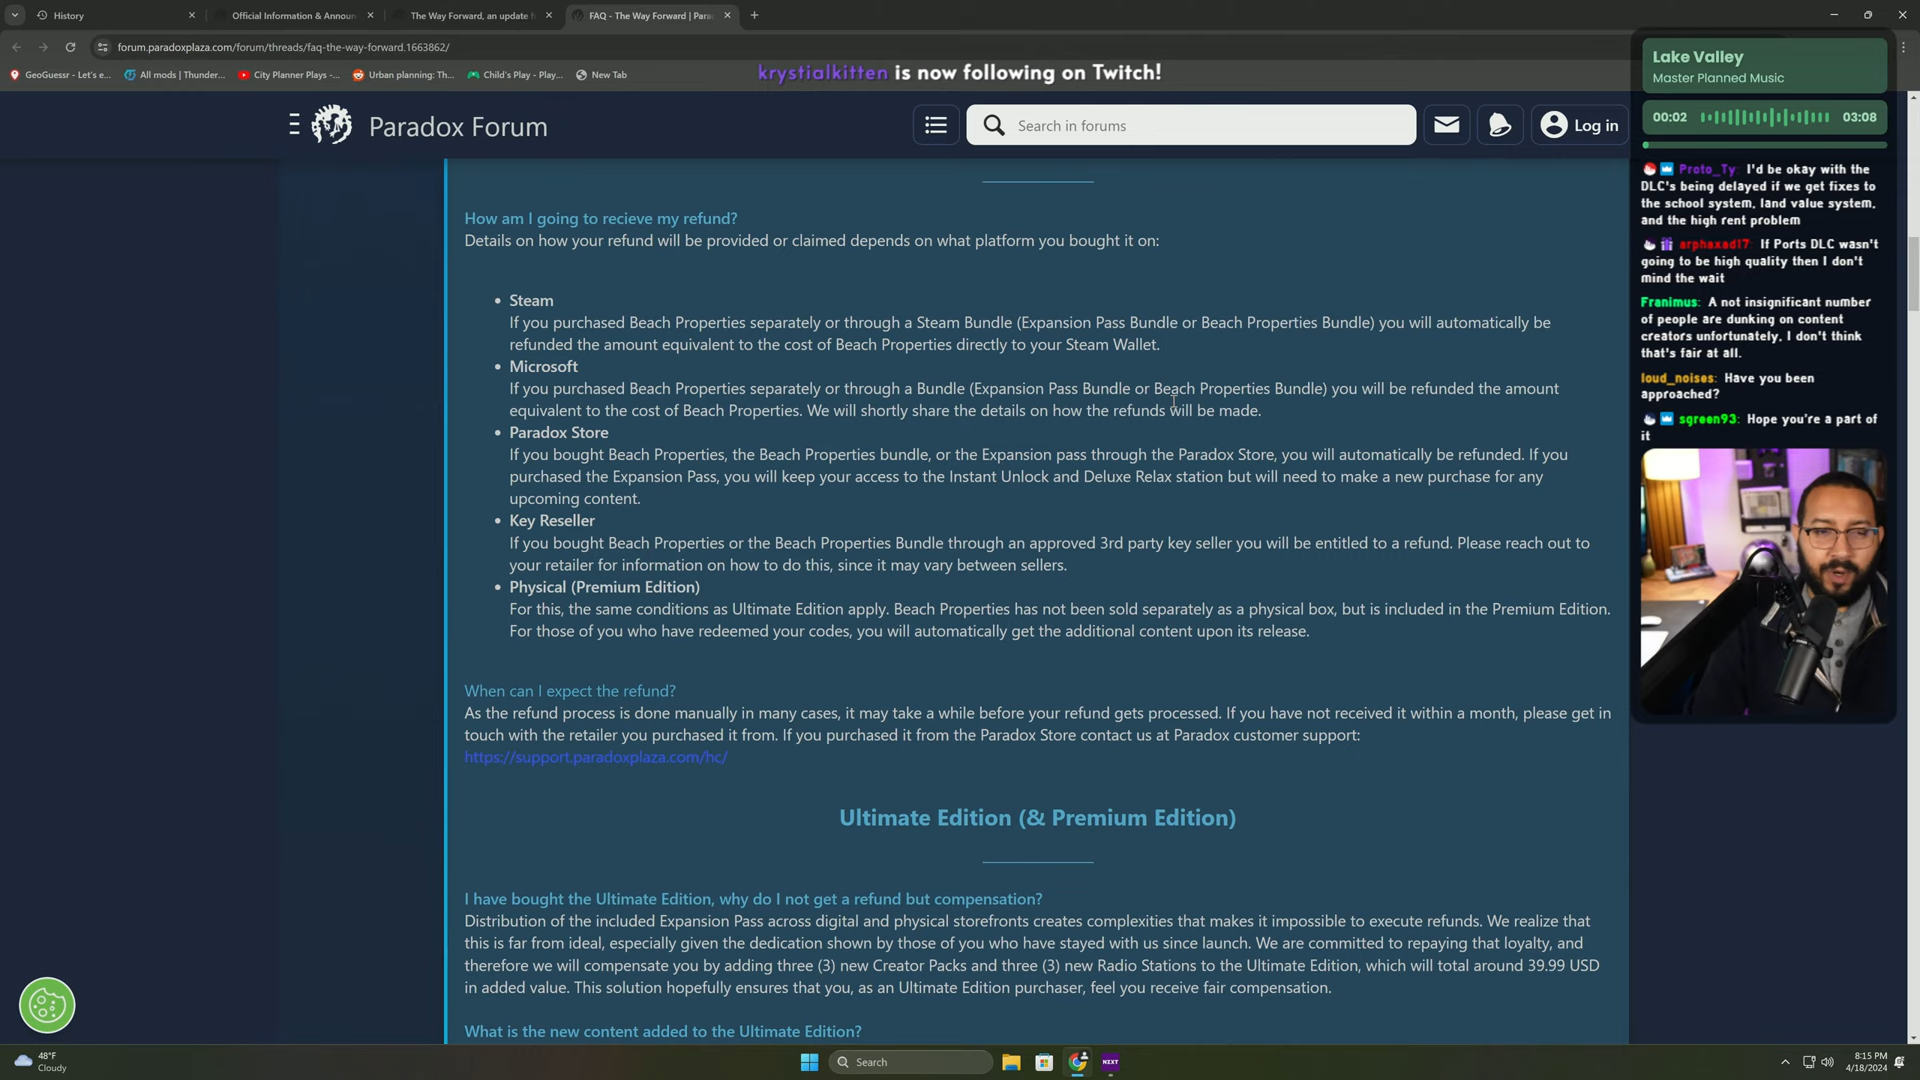 History
Official Information & Announ
The Way Forward, an update f
FAQ - The Way Forward | Para
forum.paradoxplaza.com/forum/threads/faq-the-way-forward.1663862/
GeoGuessr - Let's e...
All mods | Thunder...
City Planner Plays -...
Urban planning: Th...
Child's Play - Play...
New Tab
krystialkitten is now following on Twitch!
Paradox Forum
Search in forums
Log in
How am I going to recieve my refund?
Details on how your refund will be provided or claimed depends on what platform you bought it on:
• Steam
If you purchased Beach Properties separately or through a Steam Bundle (Expansion Pass Bundle or Beach Properties Bundle) you will automatically be
refunded the amount equivalent to the cost of Beach Properties directly to your Steam Wallet.
• Microsoft
If you purchased Beach Properties separately or through a Bundle (Expansion Pass Bundle or Beach Properties Bundle) you will be refunded the amount
equivalent to the cost of Beach Properties. We will shortly share the details on how the refunds will be made.
• Paradox Store
If you bought Beach Properties, the Beach Properties bundle, or the Expansion pass through the Paradox Store, you will automatically be refunded. If you
purchased the Expansion Pass, you will keep your access to the Instant Unlock and Deluxe Relax station but will need to make a new purchase for any
upcoming content.
• Key Reseller
If you bought Beach Properties or the Beach Properties Bundle through an approved 3rd party key seller you will be entitled to a refund. Please reach out to
your retailer for information on how to do this, since it may vary between sellers.
• Physical (Premium Edition)
For this, the same conditions as Ultimate Edition apply. Beach Properties has not been sold separately as a physical box, but is included in the Premium Edition.
For those of you who have redeemed your codes, you will automatically get the additional content upon its release.
When can I expect the refund?
As the refund process is done manually in many cases, it may take a while before your refund gets processed. If you have not received it within a month, please get in
touch with the retailer you purchased it from. If you purchased it from the Paradox Store contact us at Paradox customer support:
https://support.paradoxplaza.com/hc/
Ultimate Edition (& Premium Edition)
I have bought the Ultimate Edition, why do I not get a refund but compensation?
Distribution of the included Expansion Pass across digital and physical storefronts creates complexities that makes it impossible to execute refunds. We realize that
this is far from ideal, especially given the dedication shown by those of you who have stayed with us since launch. We are committed to repaying that loyalty, and
therefore we will compensate you by adding three (3) new Creator Packs and three (3) new Radio Stations to the Ultimate Edition, which will total around 39.99 USD
in added value. This solution hopefully ensures that you, as an Ultimate Edition purchaser, feel you receive fair compensation.
What is the new content added to the Ultimate Edition?
Lake Valley
Master Planned Music
00:02
03:08
Proto_Ty: I'd be okay with the
DLC's being delayed if we get fixes to
the school system, land value system,
and the high rent problem
arphaxad17: If Ports DLC wasn't
going to be high quality then I don't
mind the wait
Franimus: A not insignificant number
of people are dunking on content
creators unfortunately, I don't think
that's fair at all.
loud_noises: Have you been
approached?
sgreen93: Hope you're a part of
it
48°F
Cloudy
Search
NIXT
8:15 PM
4/18/2024